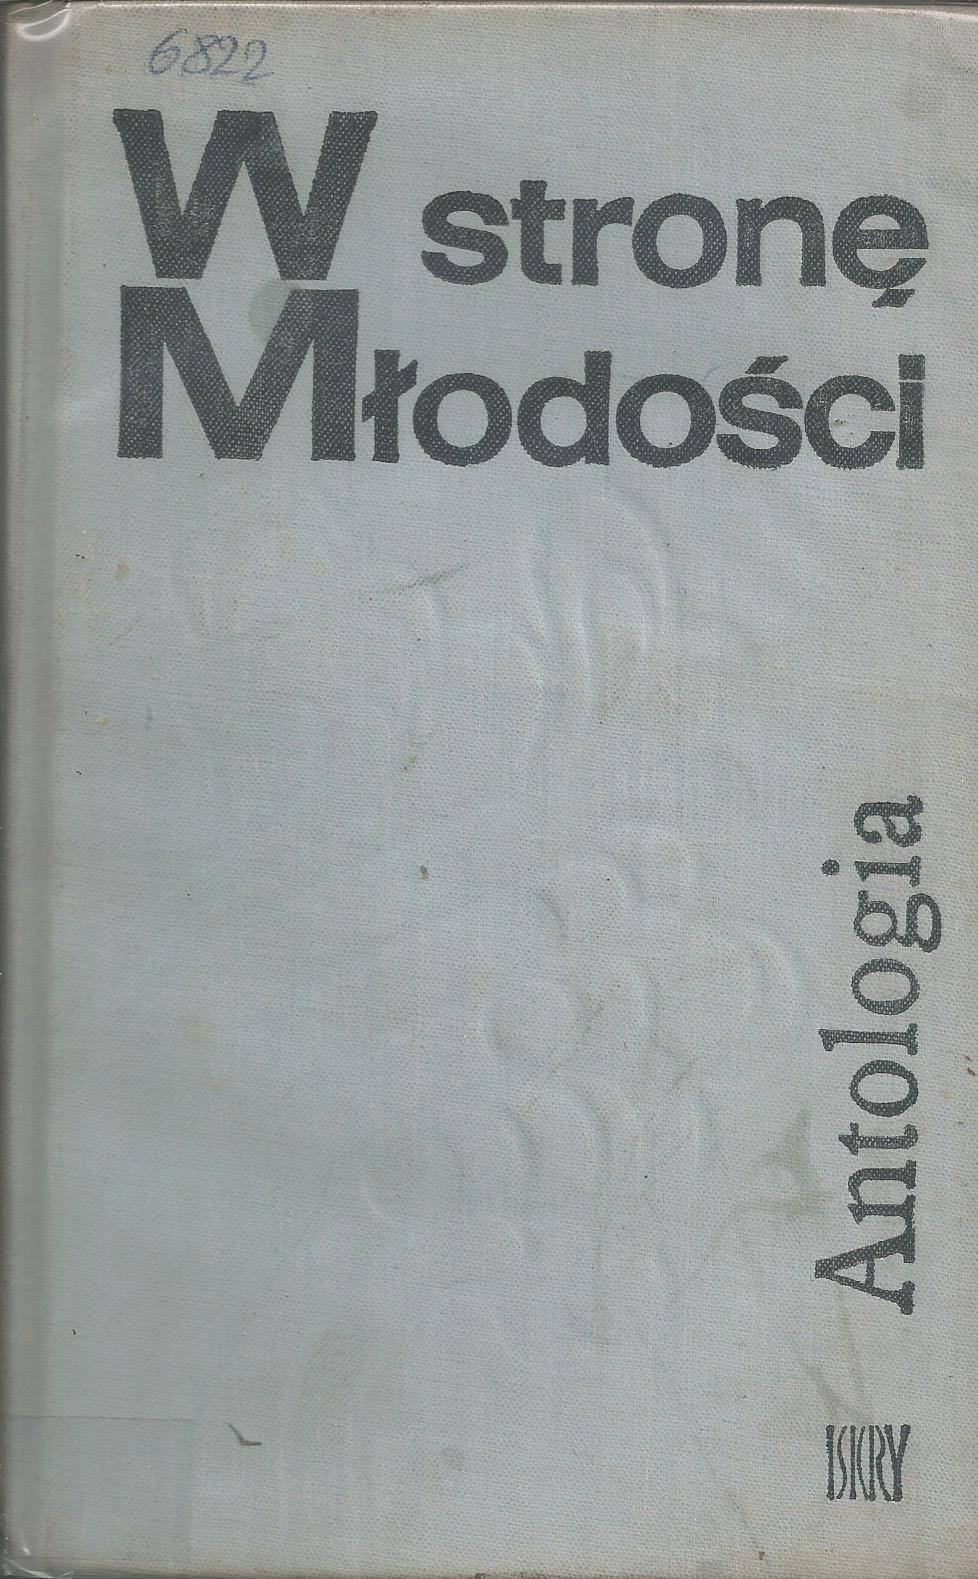 6822
W stronę
Młodości
Antologia
ISKRY